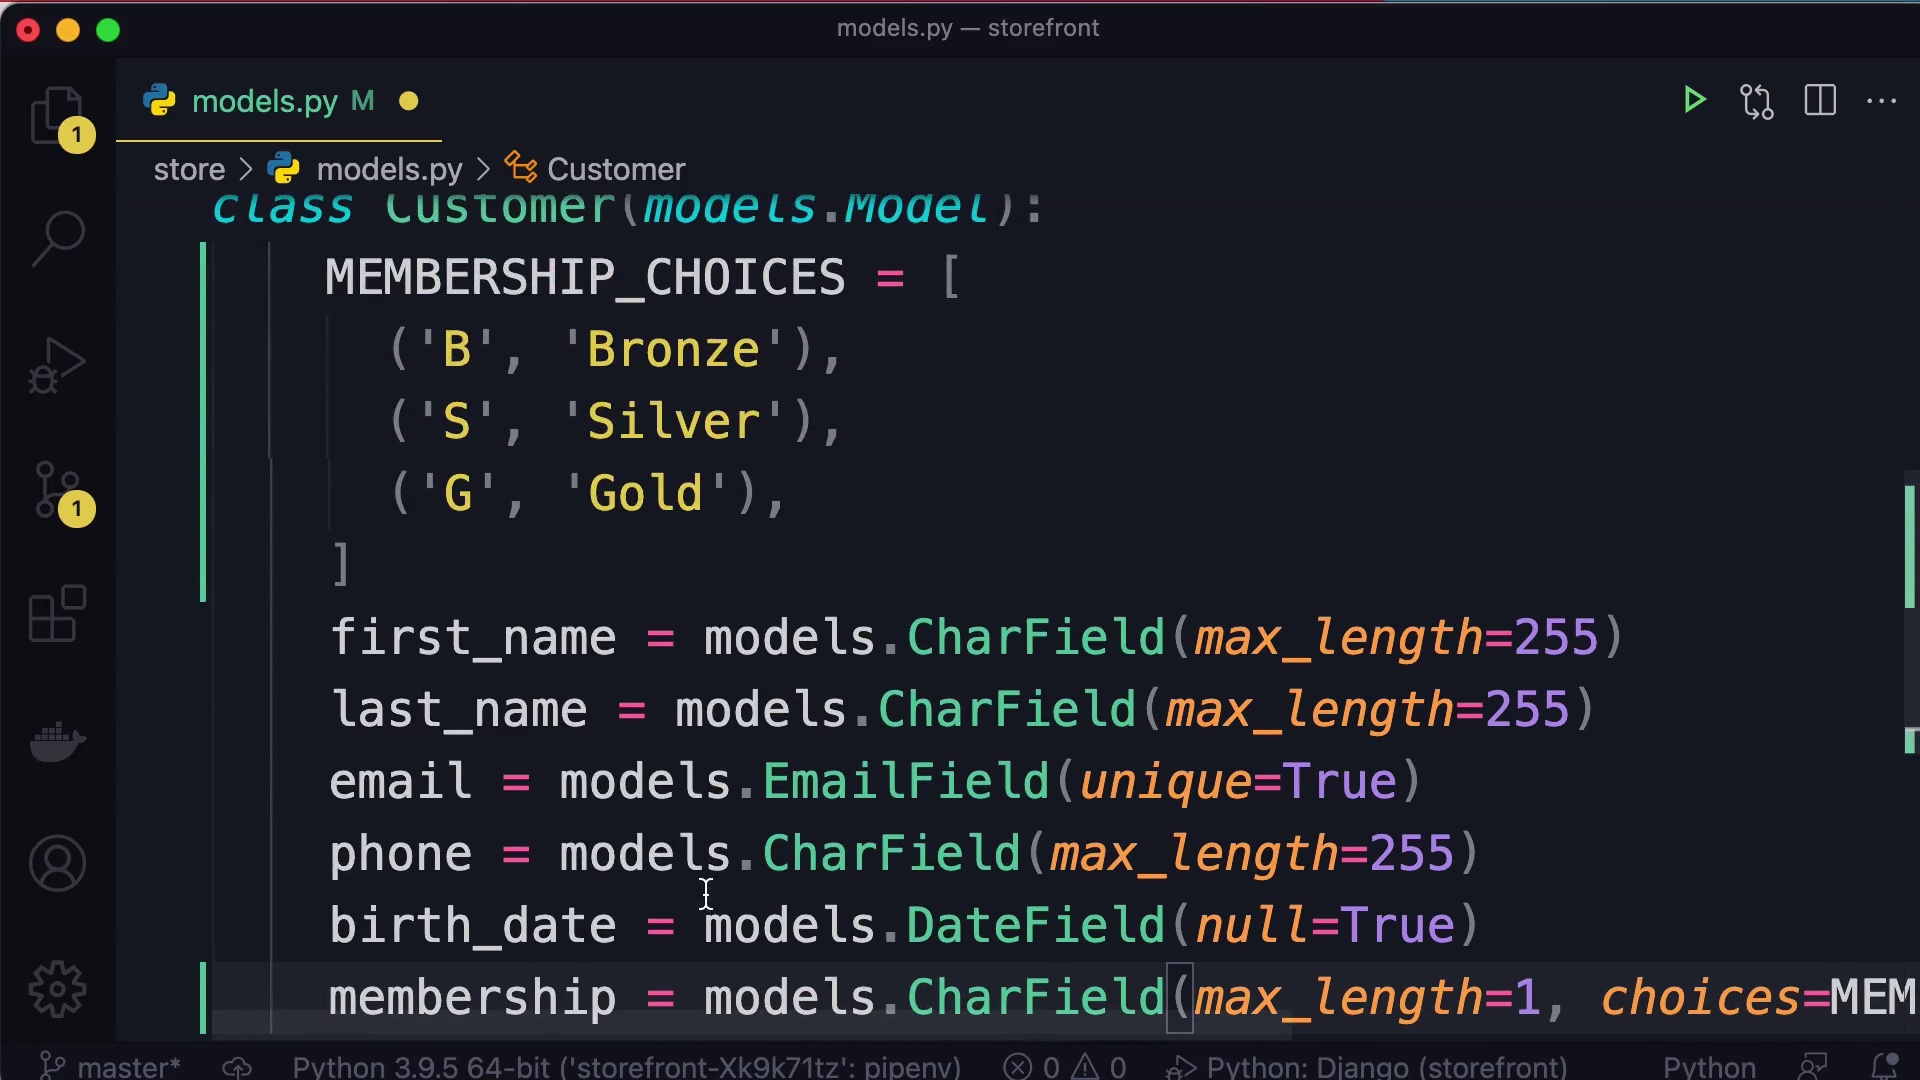 models.py — storefront
models.py M
1
store > models.py > Customer
class Customer(models.Model):
MEMBERSHIP_CHOICES = [
('B', 'Bronze'),
('S', 'Silver'),
('G', 'Gold'),
]
first_name = models.CharField(max_length=255)
last_name = models.CharField(max_length=255)
email = models.EmailField(unique=True)
phone = models.CharField(max_length=255)
birth_date = models.DateField(null=True)
membership = models.CharField(max_length=1, choices=MEM
1
master* Python 3.9.5 64-bit ('storefront-Xk9k71tz': pipenv) 0 0 Python: Django (storefront) Python